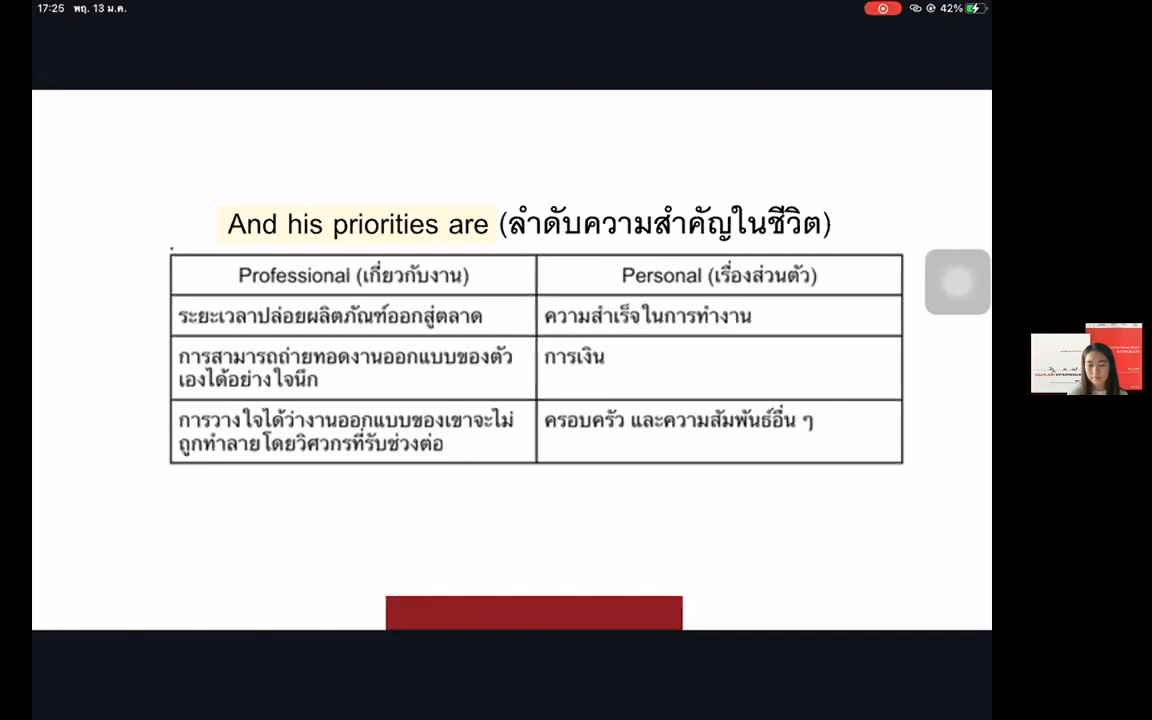 17:25 พฤ. 13 ม.ค.
42%
And his priorities are (ลำดับความสำคัญในชีวิต)
Professional (เกี่ยวกับงาน)
Personal (เรื่องส่วนตัว)
ระยะเวลาปล่อยผลิตภัณฑ์ออกสู่ตลาด
ความสำเร็จในการทำงาน
การสามารถถ่ายทอดงานออกแบบของตัว
เองได้อย่างใจนึก
การเงิน
การวางใจได้ว่างานออกแบบของเขาจะไม่
ถูกทำลายโดยวิศวกรที่รับช่วงต่อ
ครอบครัว และความสัมพันธ์อื่น ๆ